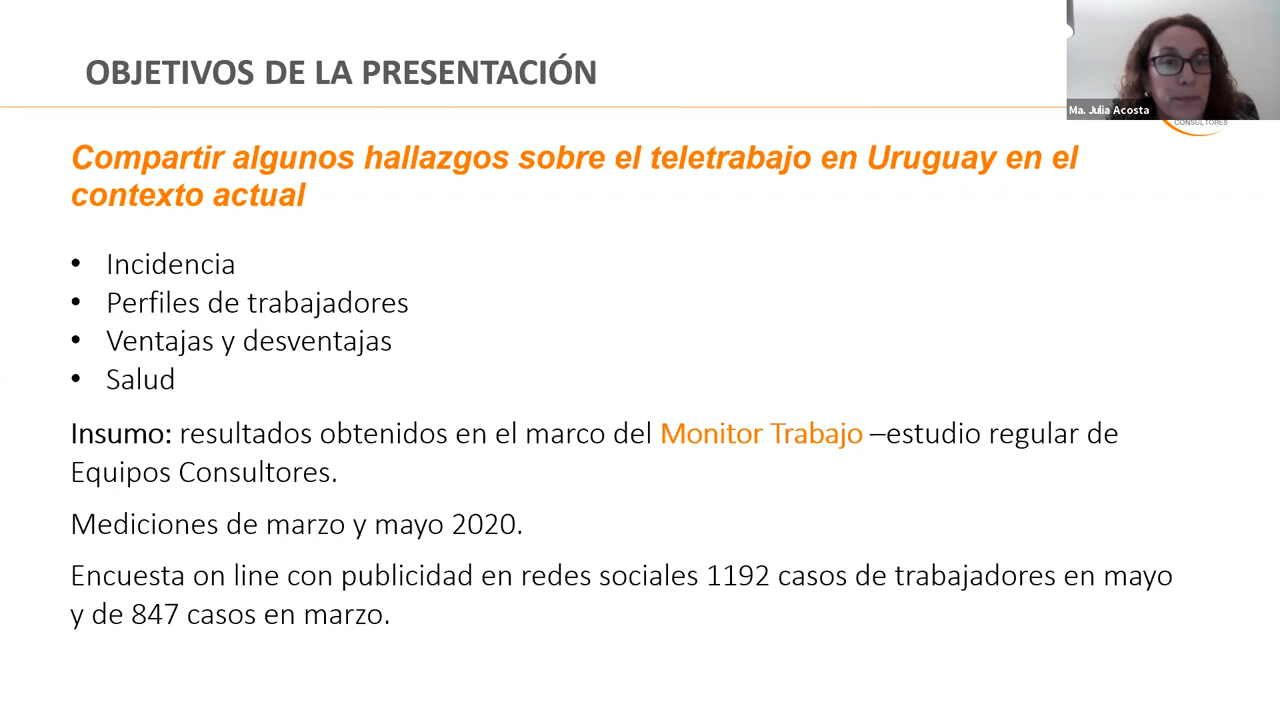 OBJETIVOS DE LA PRESENTACIÓN
Ma. Julia Acosta
CONSULTORES
Compartir algunos hallazgos sobre el teletrabajo en Uruguay en el
contexto actual
• Incidencia
• Perfiles de trabajadores
• Ventajas y desventajas
• Salud
Insumo: resultados obtenidos en el marco del Monitor Trabajo –estudio regular de
Equipos Consultores.
Mediciones de marzo y mayo 2020.
Encuesta on line con publicidad en redes sociales 1192 casos de trabajadores en mayo
y de 847 casos en marzo.